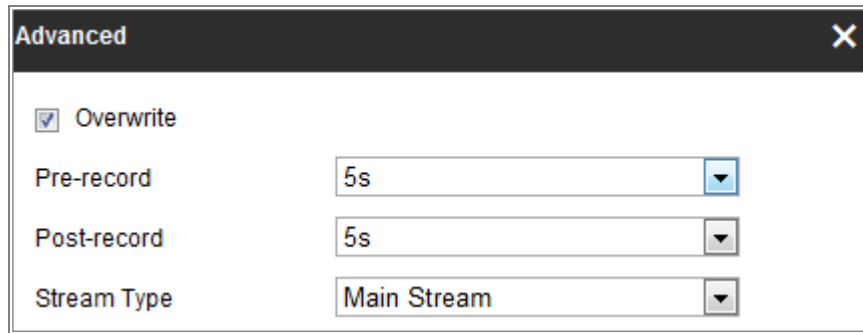 Advanced
Overwrite
Pre-record 5s
Post-record 5s
Stream Type Main Stream